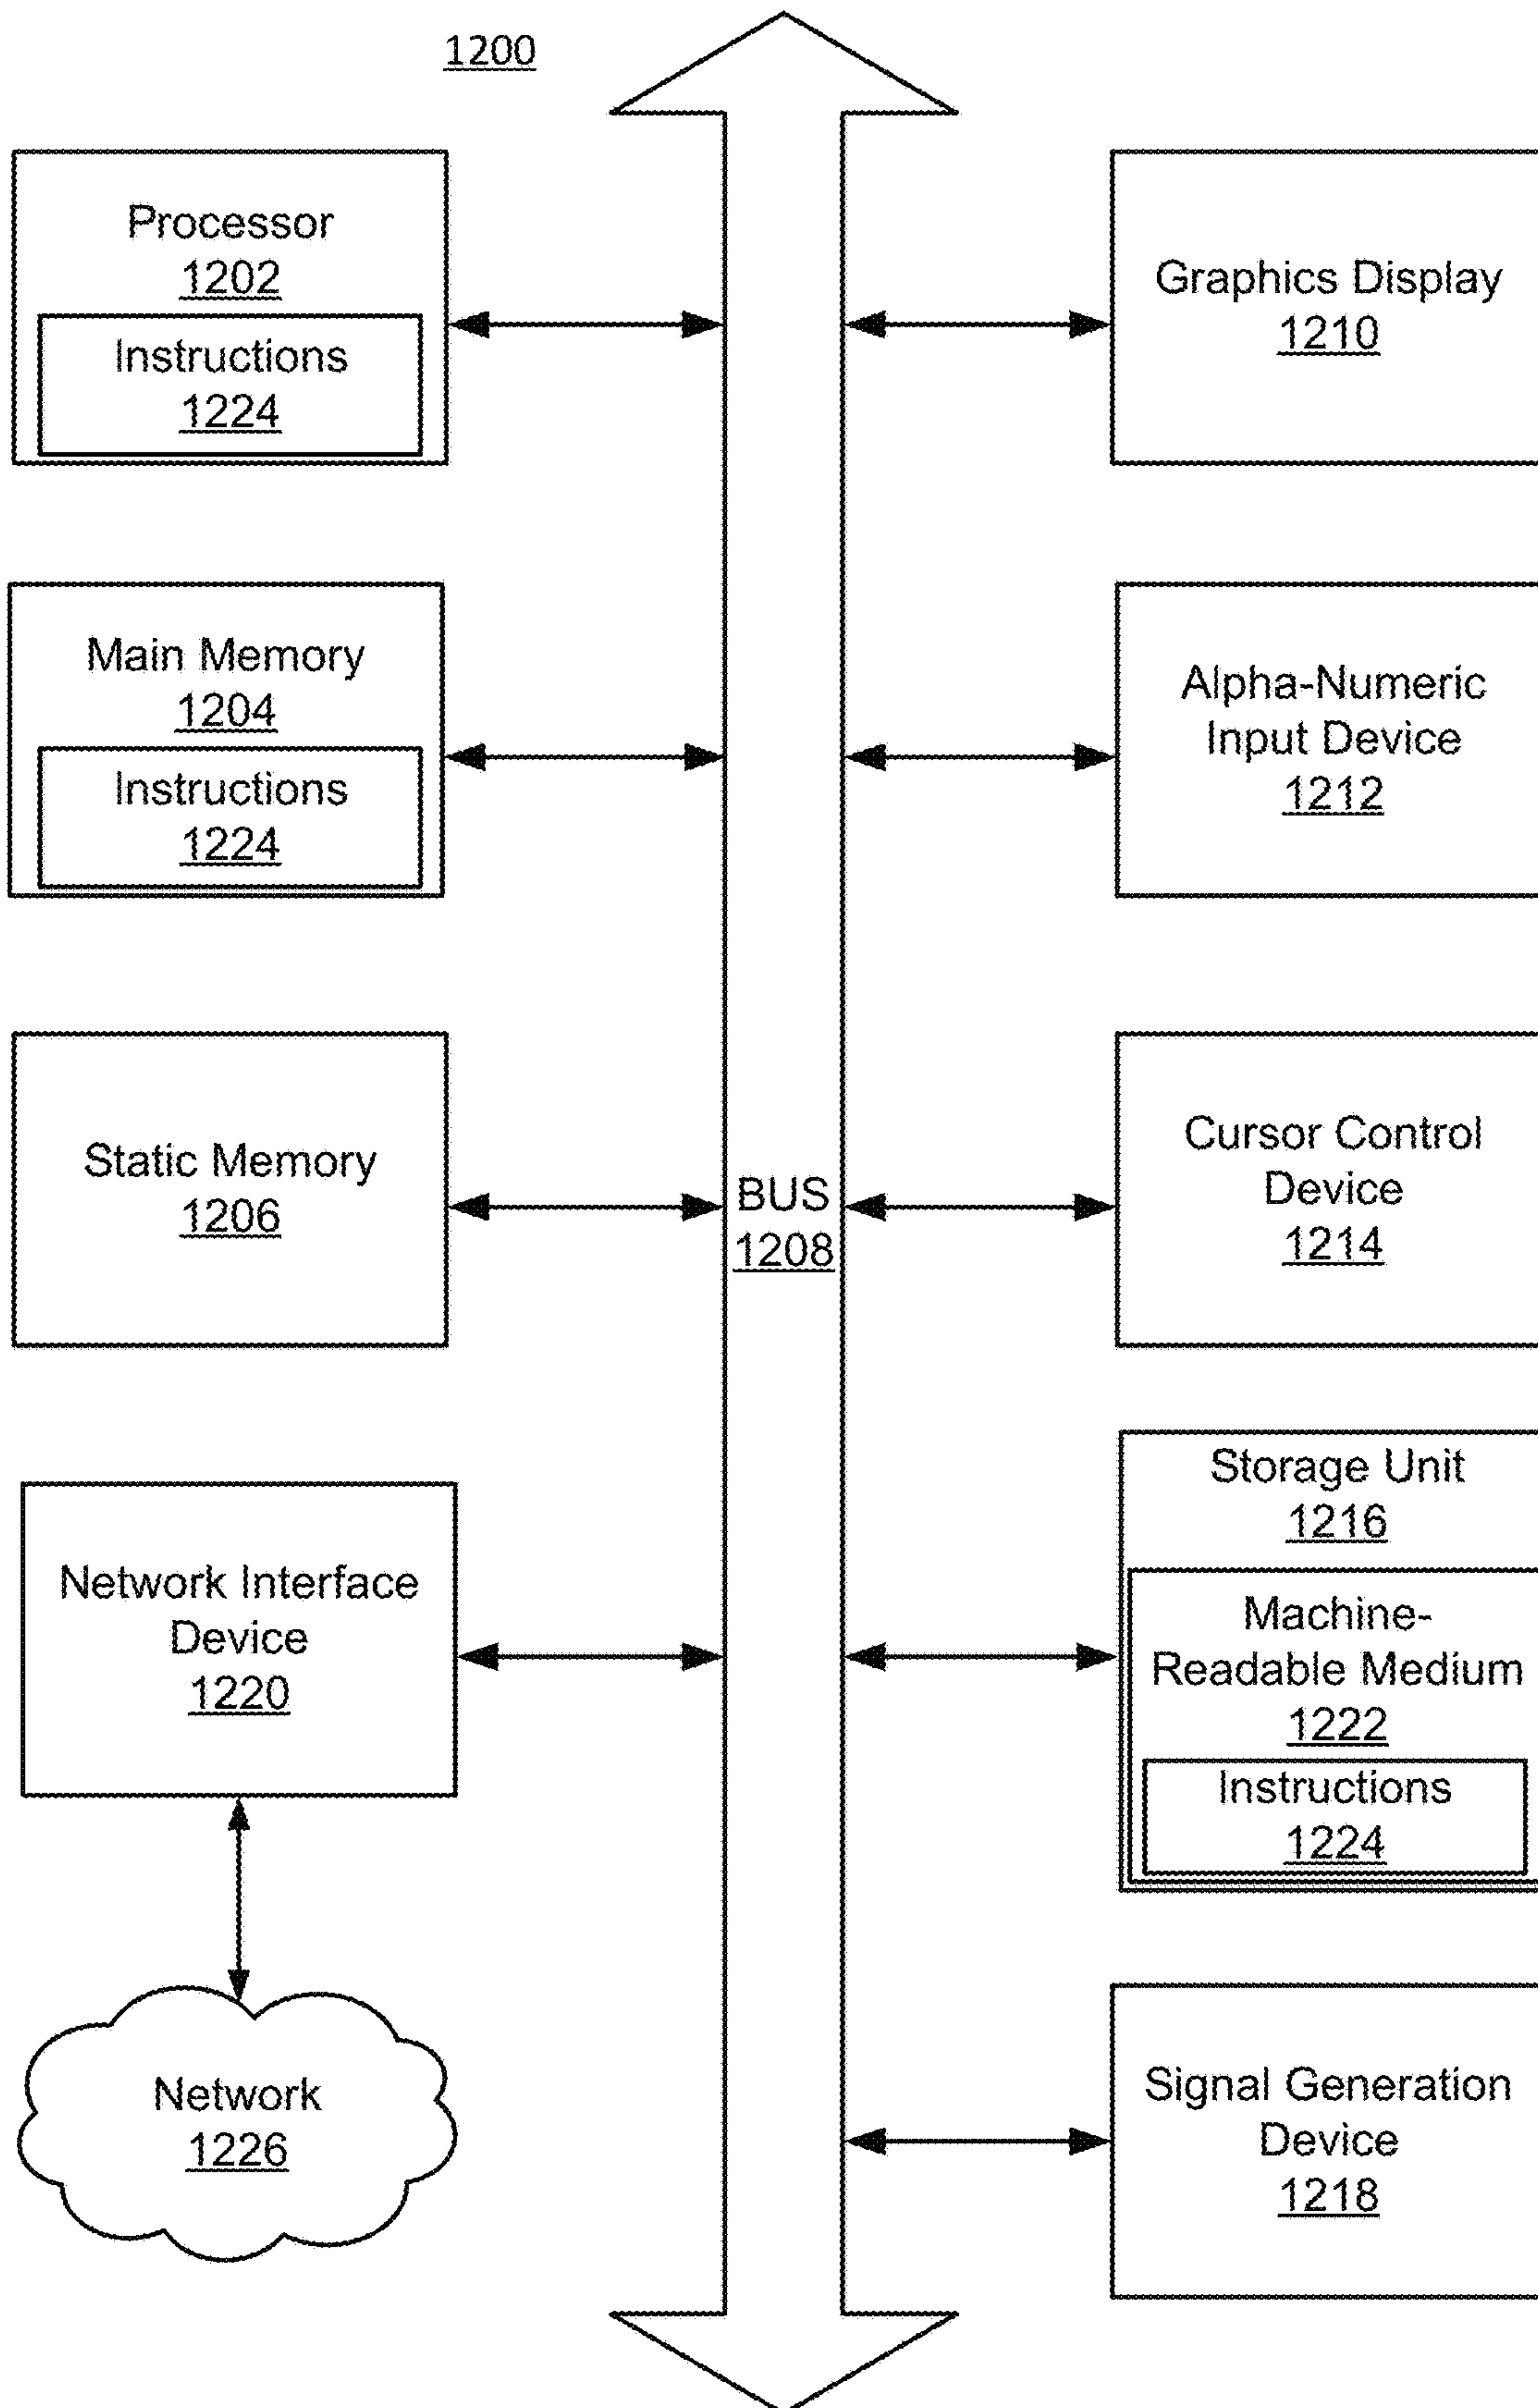 1200
Processor
1202
Instructions
1224
Main Memory
1204
Instructions
1224
Static Memory
1206
Network Interface
Device
1220
Network
1226
BUS
1208
Graphics Display
1210
Alpha-Numeric
Input Device
1212
Cursor Control
Device
1214
Storage Unit
1216
Machine-
Readable Medium
1222
Instructions
1224
Signal Generation
Device
1218